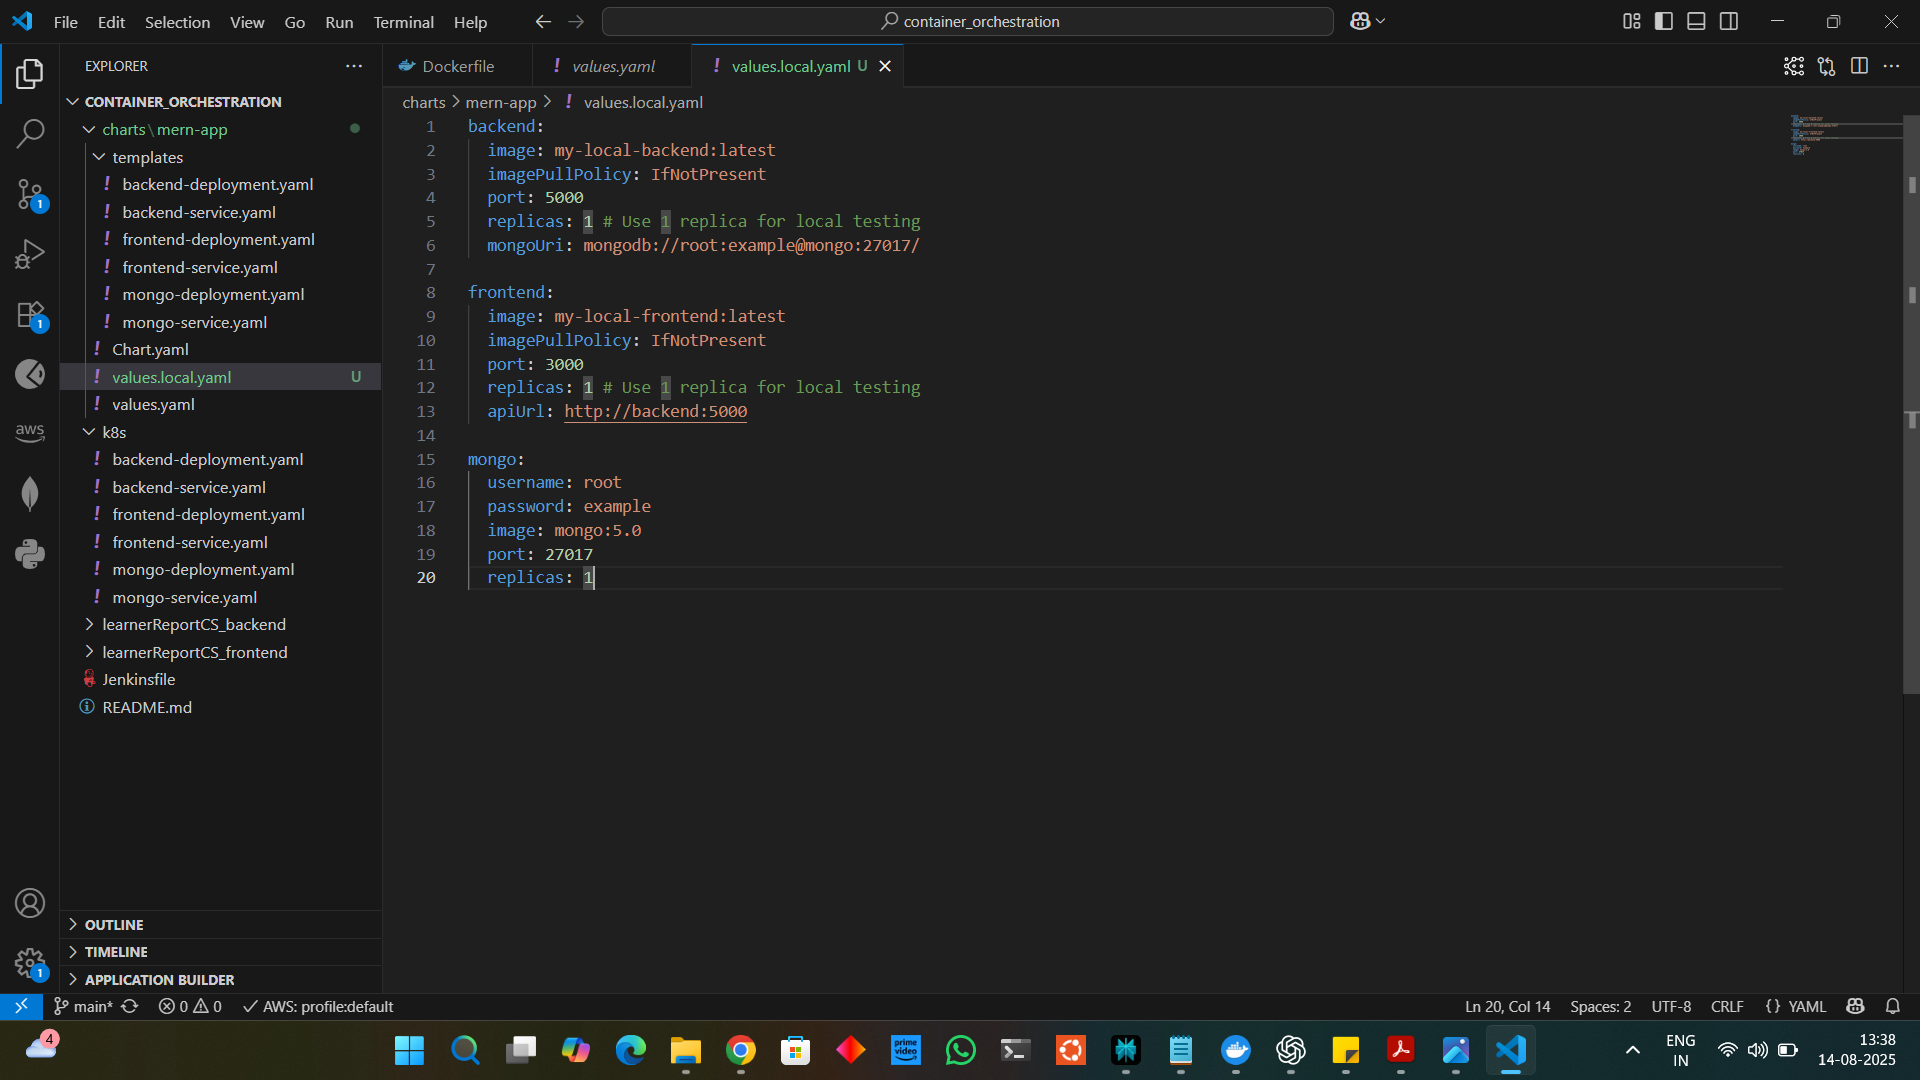 File Edit Selection View Go Run Terminal Help
container_orchestration
EXPLORER
CONTAINER_ORCHESTRATION
charts\mern-app
templates
backend-deployment.yaml
backend-service.yaml
frontend-deployment.yaml
frontend-service.yaml
mongo-deployment.yaml
mongo-service.yaml
Chart.yaml
values.local.yaml U
values.yaml
k8s
backend-deployment.yaml
backend-service.yaml
frontend-deployment.yaml
frontend-service.yaml
mongo-deployment.yaml
mongo-service.yaml
learnerReportCS_backend
learnerReportCS_frontend
Jenkinsfile
README.md
OUTLINE
TIMELINE
APPLICATION BUILDER
1
1
aws
1
Dockerfile
values.yaml
values.local.yaml U
charts > mern-app > ! values.local.yaml
1 backend:
2 image: my-local-backend:latest
3 imagePullPolicy: IfNotPresent
4 port: 5000
5 replicas: 1 # Use 1 replica for local testing
6 mongoUri: mongodb://root:example@mongo:27017/
7
8 frontend:
9 image: my-local-frontend:latest
10 imagePullPolicy: IfNotPresent
11 port: 3000
12 replicas: 1 # Use 1 replica for local testing
13 apiUrl: http://backend:5000
14
15 mongo:
16 username: root
17 password: example
18 image: mongo:5.0
19 port: 27017
20 replicas: 1
main* 0 0 AWS: profile:default
Ln 20, Col 14 Spaces: 2 UTF-8 CRLF {} YAML
4
prime video
ENG
IN
13:38
14-08-2025